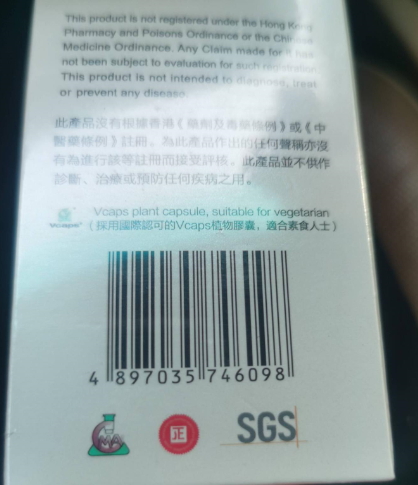 This product is not registered under the Hong Kong
Pharmacy and Poisons Ordinance or the Chinese
Medicine Ordinance. Any Claim made for it has
not been subject to evaluation for such registration
This product is not intended to diagnose, treat
or prevent any disease
此產品沒有根據香港《藥劑及毒藥條例》或《中
醫藥條例》註冊。為此產品作出的任何聲稱亦沒
有為進行該等註冊而接受評核。此產品並不供作
診斷、治療或預防任何疾病之用。
Vcaps plant capsule, suitable for vegetarian
Vcaps
(採用國際認可的Vcaps植物膠囊，適合素食人士)
4 897035 746098
正
SGS